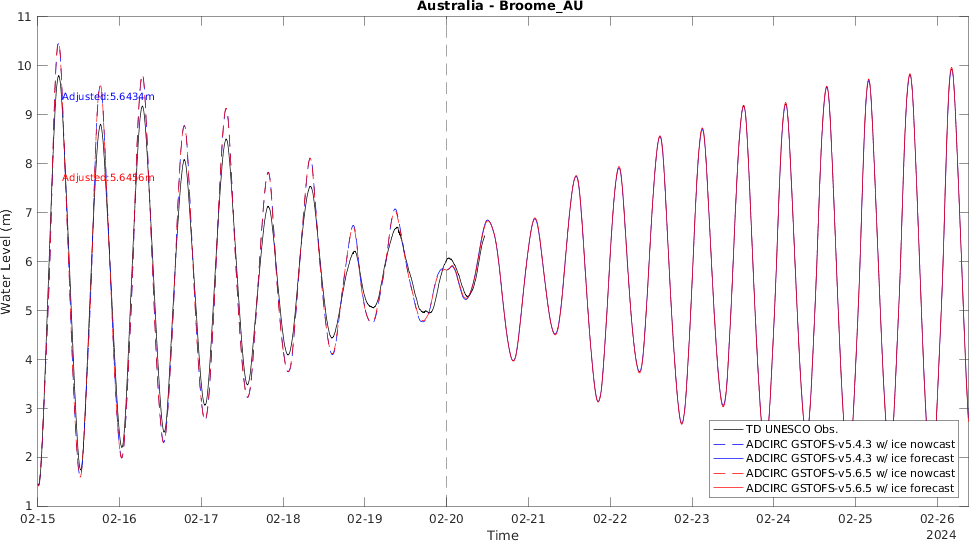 Australia - Broome_AU
11
10
9
8
7
6
5
4
3
2
1
Water Level (m)
Adjusted:5.6434m
Adjusted:5.6456m
TD UNESCO Obs.
ADCIRC GSTOFS-v5.4.3 w/ ice nowcast
ADCIRC GSTOFS-v5.4.3 w/ ice forecast
ADCIRC GSTOFS-v5.6.5 w/ ice nowcast
ADCIRC GSTOFS-v5.6.5 w/ ice forecast
02-15 02-16 02-17 02-18 02-19 02-20 02-21 02-22 02-23 02-24 02-25 02-26
Time
2024